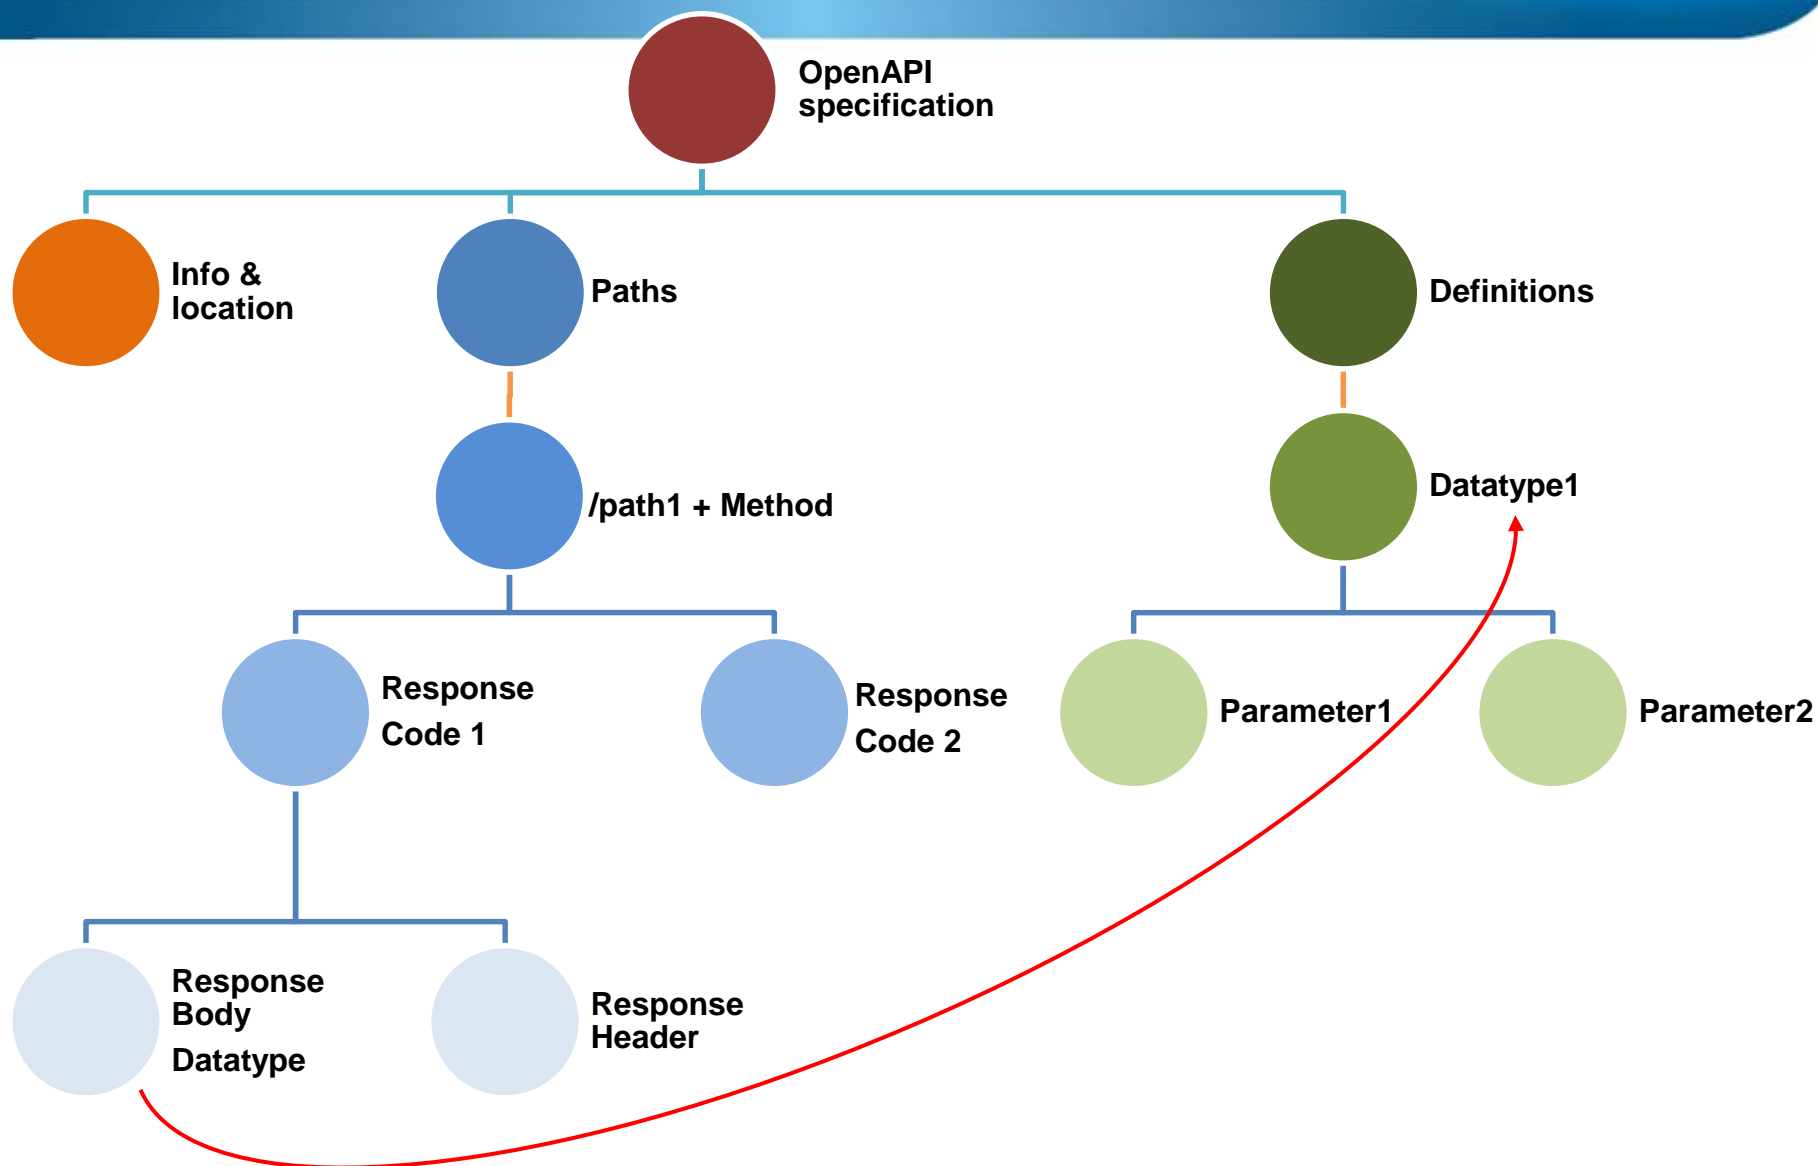 OpenAPI
specification
Info &
location
Paths
Definitions
/path1 + Method
Datatype1
Response
Code 1
Response
Code 2
Parameter1
Parameter2
Response
Body
Datatype
Response
Header